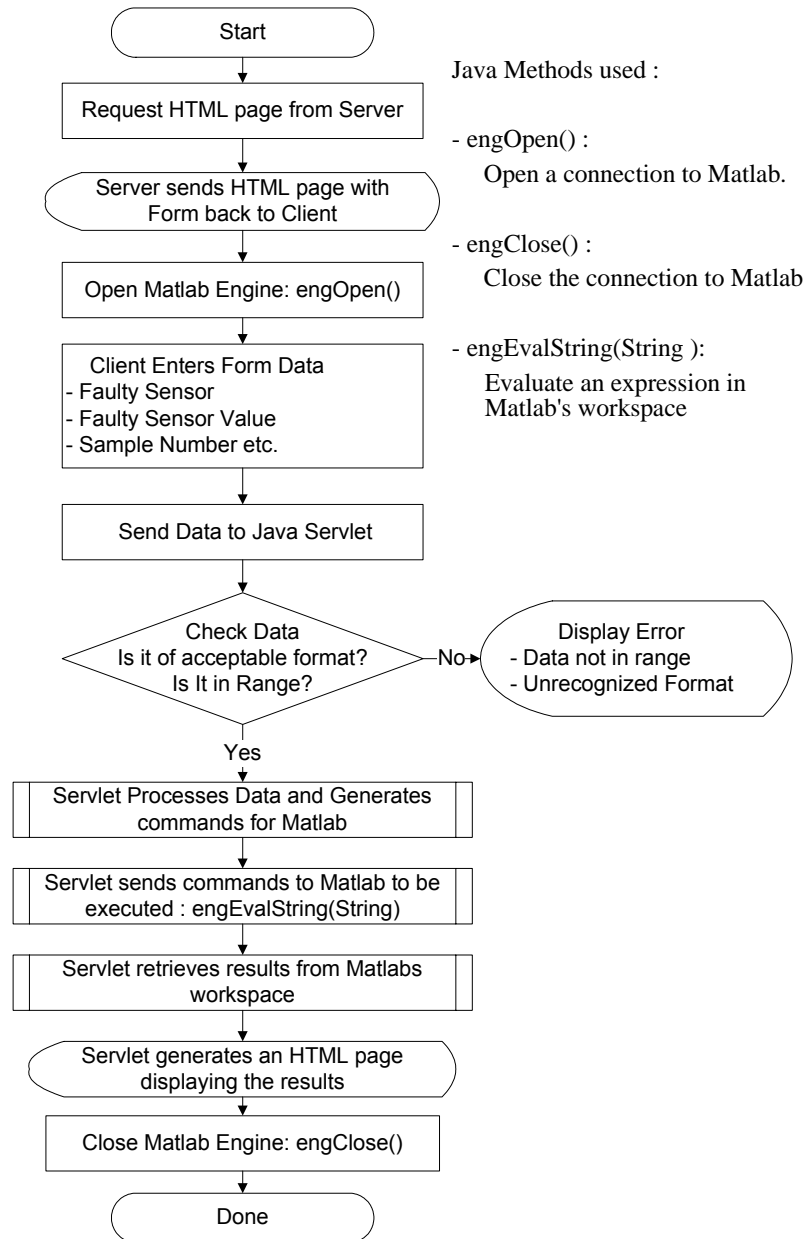 Start
Request HTML page from Server
Server sends HTML page with
Form back to Client
Open Matlab Engine: engOpen()
Client Enters Form Data
- Faulty Sensor
- Faulty Sensor Value
- Sample Number etc.
Send Data to Java Servlet
Check Data
Is it of acceptable format?
Is It in Range?
No
Display Error
- Data not in range
- Unrecognized Format
Yes
Servlet Processes Data and Generates
commands for Matlab
Servlet sends commands to Matlab to be
executed : engEvalString(String)
Servlet retrieves results from Matlabs
workspace
Servlet generates an HTML page
displaying the results
Close Matlab Engine: engClose()
Done
Java Methods used :
- engOpen() :
Open a connection to Matlab.
- engClose() :
Close the connection to Matlab
- engEvalString(String ):
Evaluate an expression in
Matlab's workspace